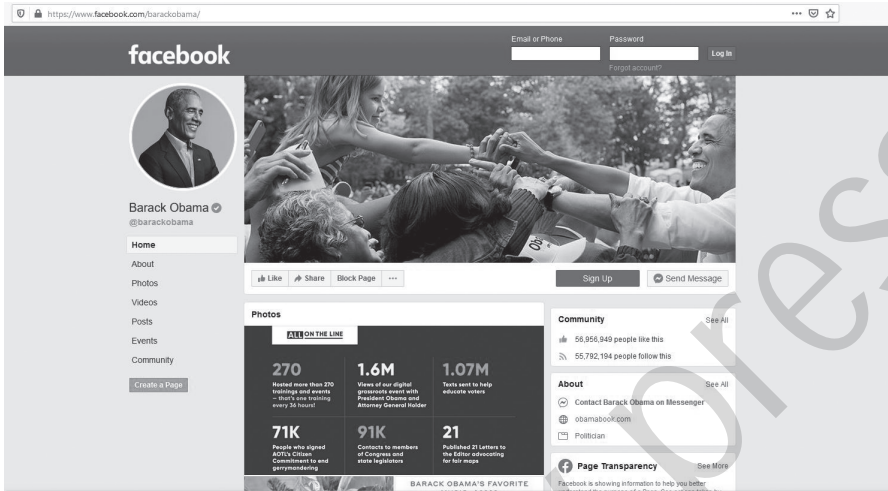 https://www.facebook.com/barackobama/
facebook
Email or Phone
Password
Log In
Forgot account?
Barack Obama
@barackobama
Home
About
Photos
Videos
Posts
Events
Community
Create a Page
Like
Share
Block Page
Sign Up
Send Message
Photos
ALL ON THE LINE
270
Hosted more than 270
trainings and events
– that's one training
every 36 hours!
1.6M
Views of our digital
grassroots event with
President Obama and
Attorney General Holder
1.07M
Texts sent to help
educate voters
71K
People who signed
AOTL's Citizen
Commitment to end
gerrymandering
91K
Contacts to members
of Congress and
state legislators
21
Published 21 Letters to
the Editor advocating
for fair maps
BARACK OBAMA'S FAVORITE
Community
See All
56,956,949 people like this
55,792,194 people follow this
About
See All
Contact Barack Obama on Messenger
obamabook.com
Politician
Page Transparency
See More
Facebook is showing information to help you better